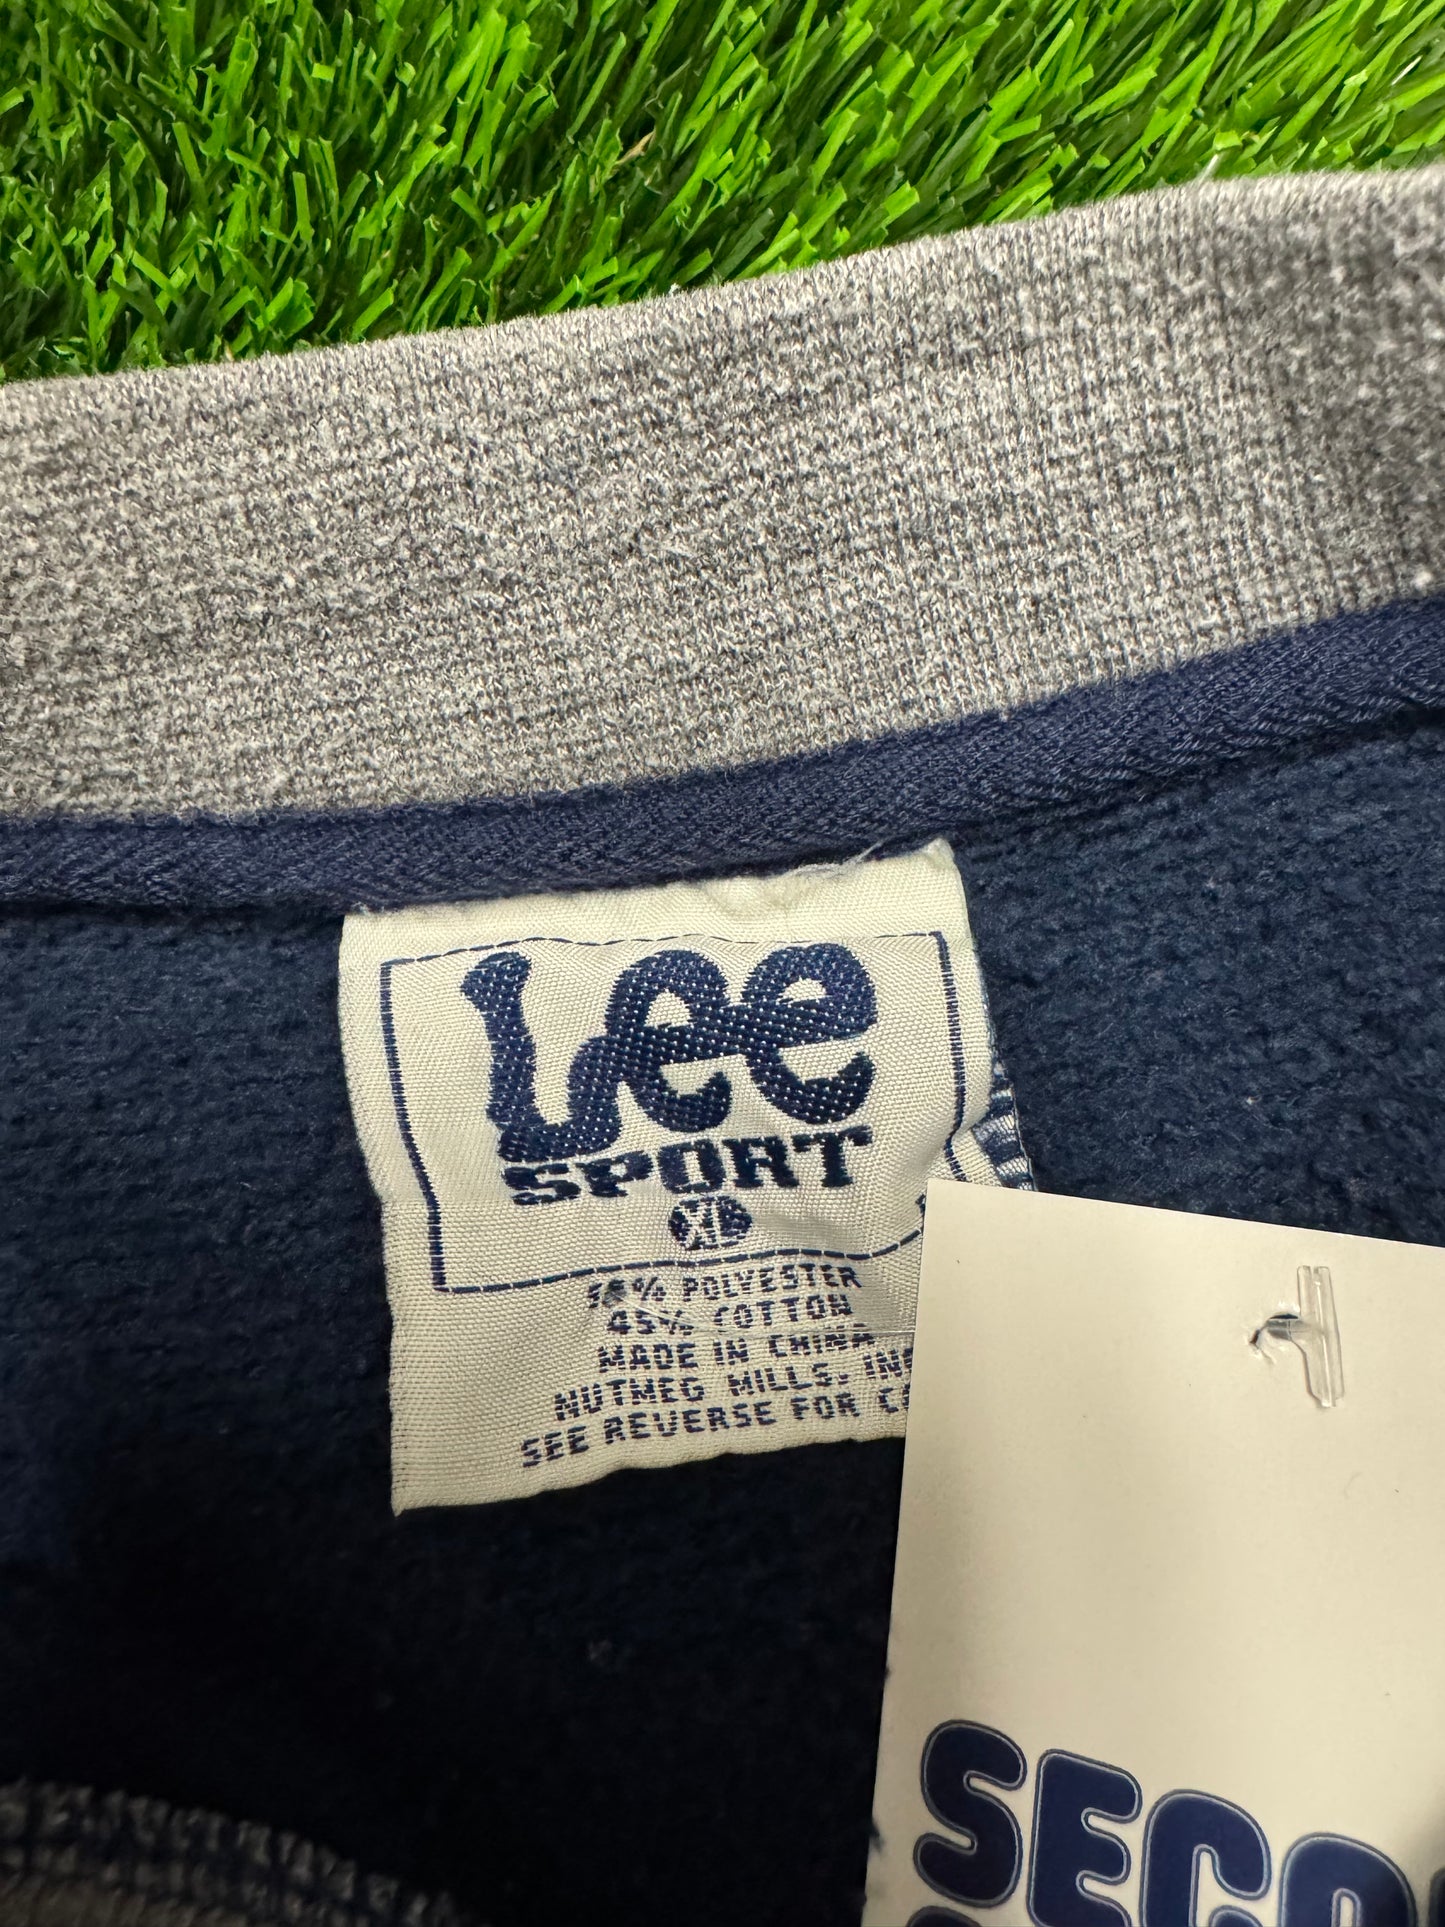 Lee
SPORT
XL
45% COTTON
MADE IN CHINA
NUTMEG MILLS, INC
SEE REVERSE FOR